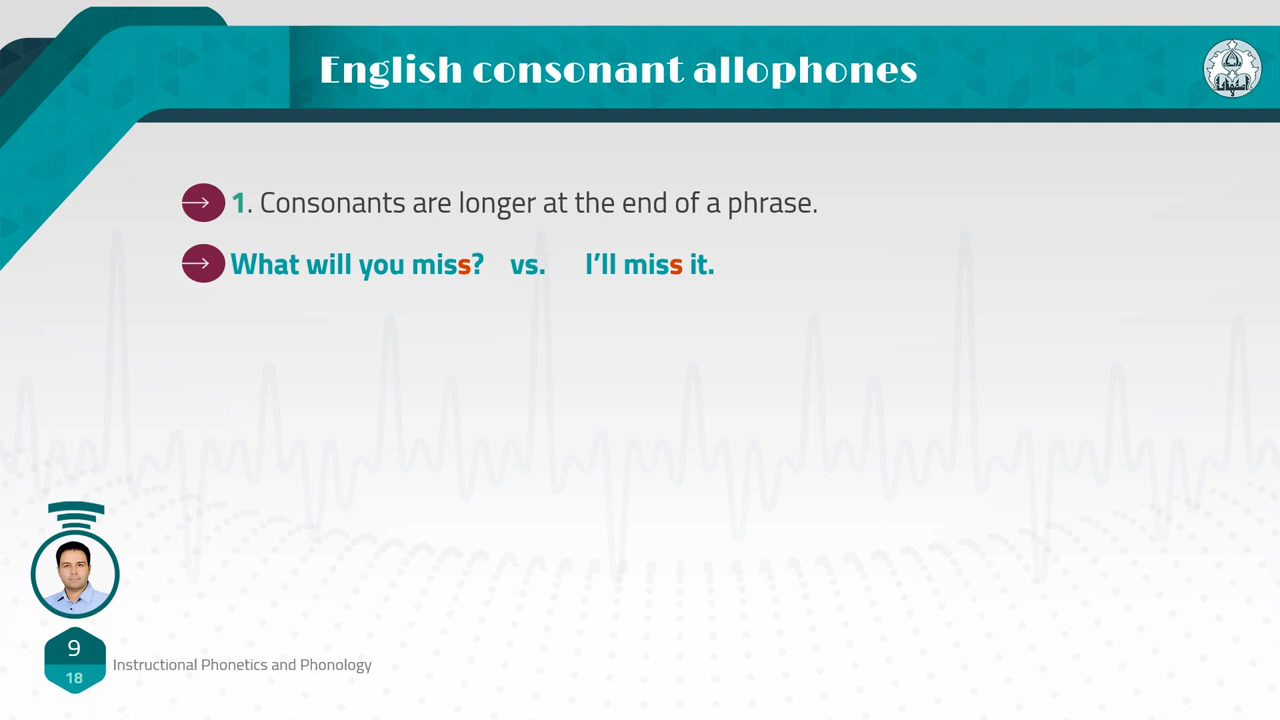 English consonant allophones
1. Consonants are longer at the end of a phrase.
What will you miss? vs. I’ll miss it.
9
18
Instructional Phonetics and Phonology